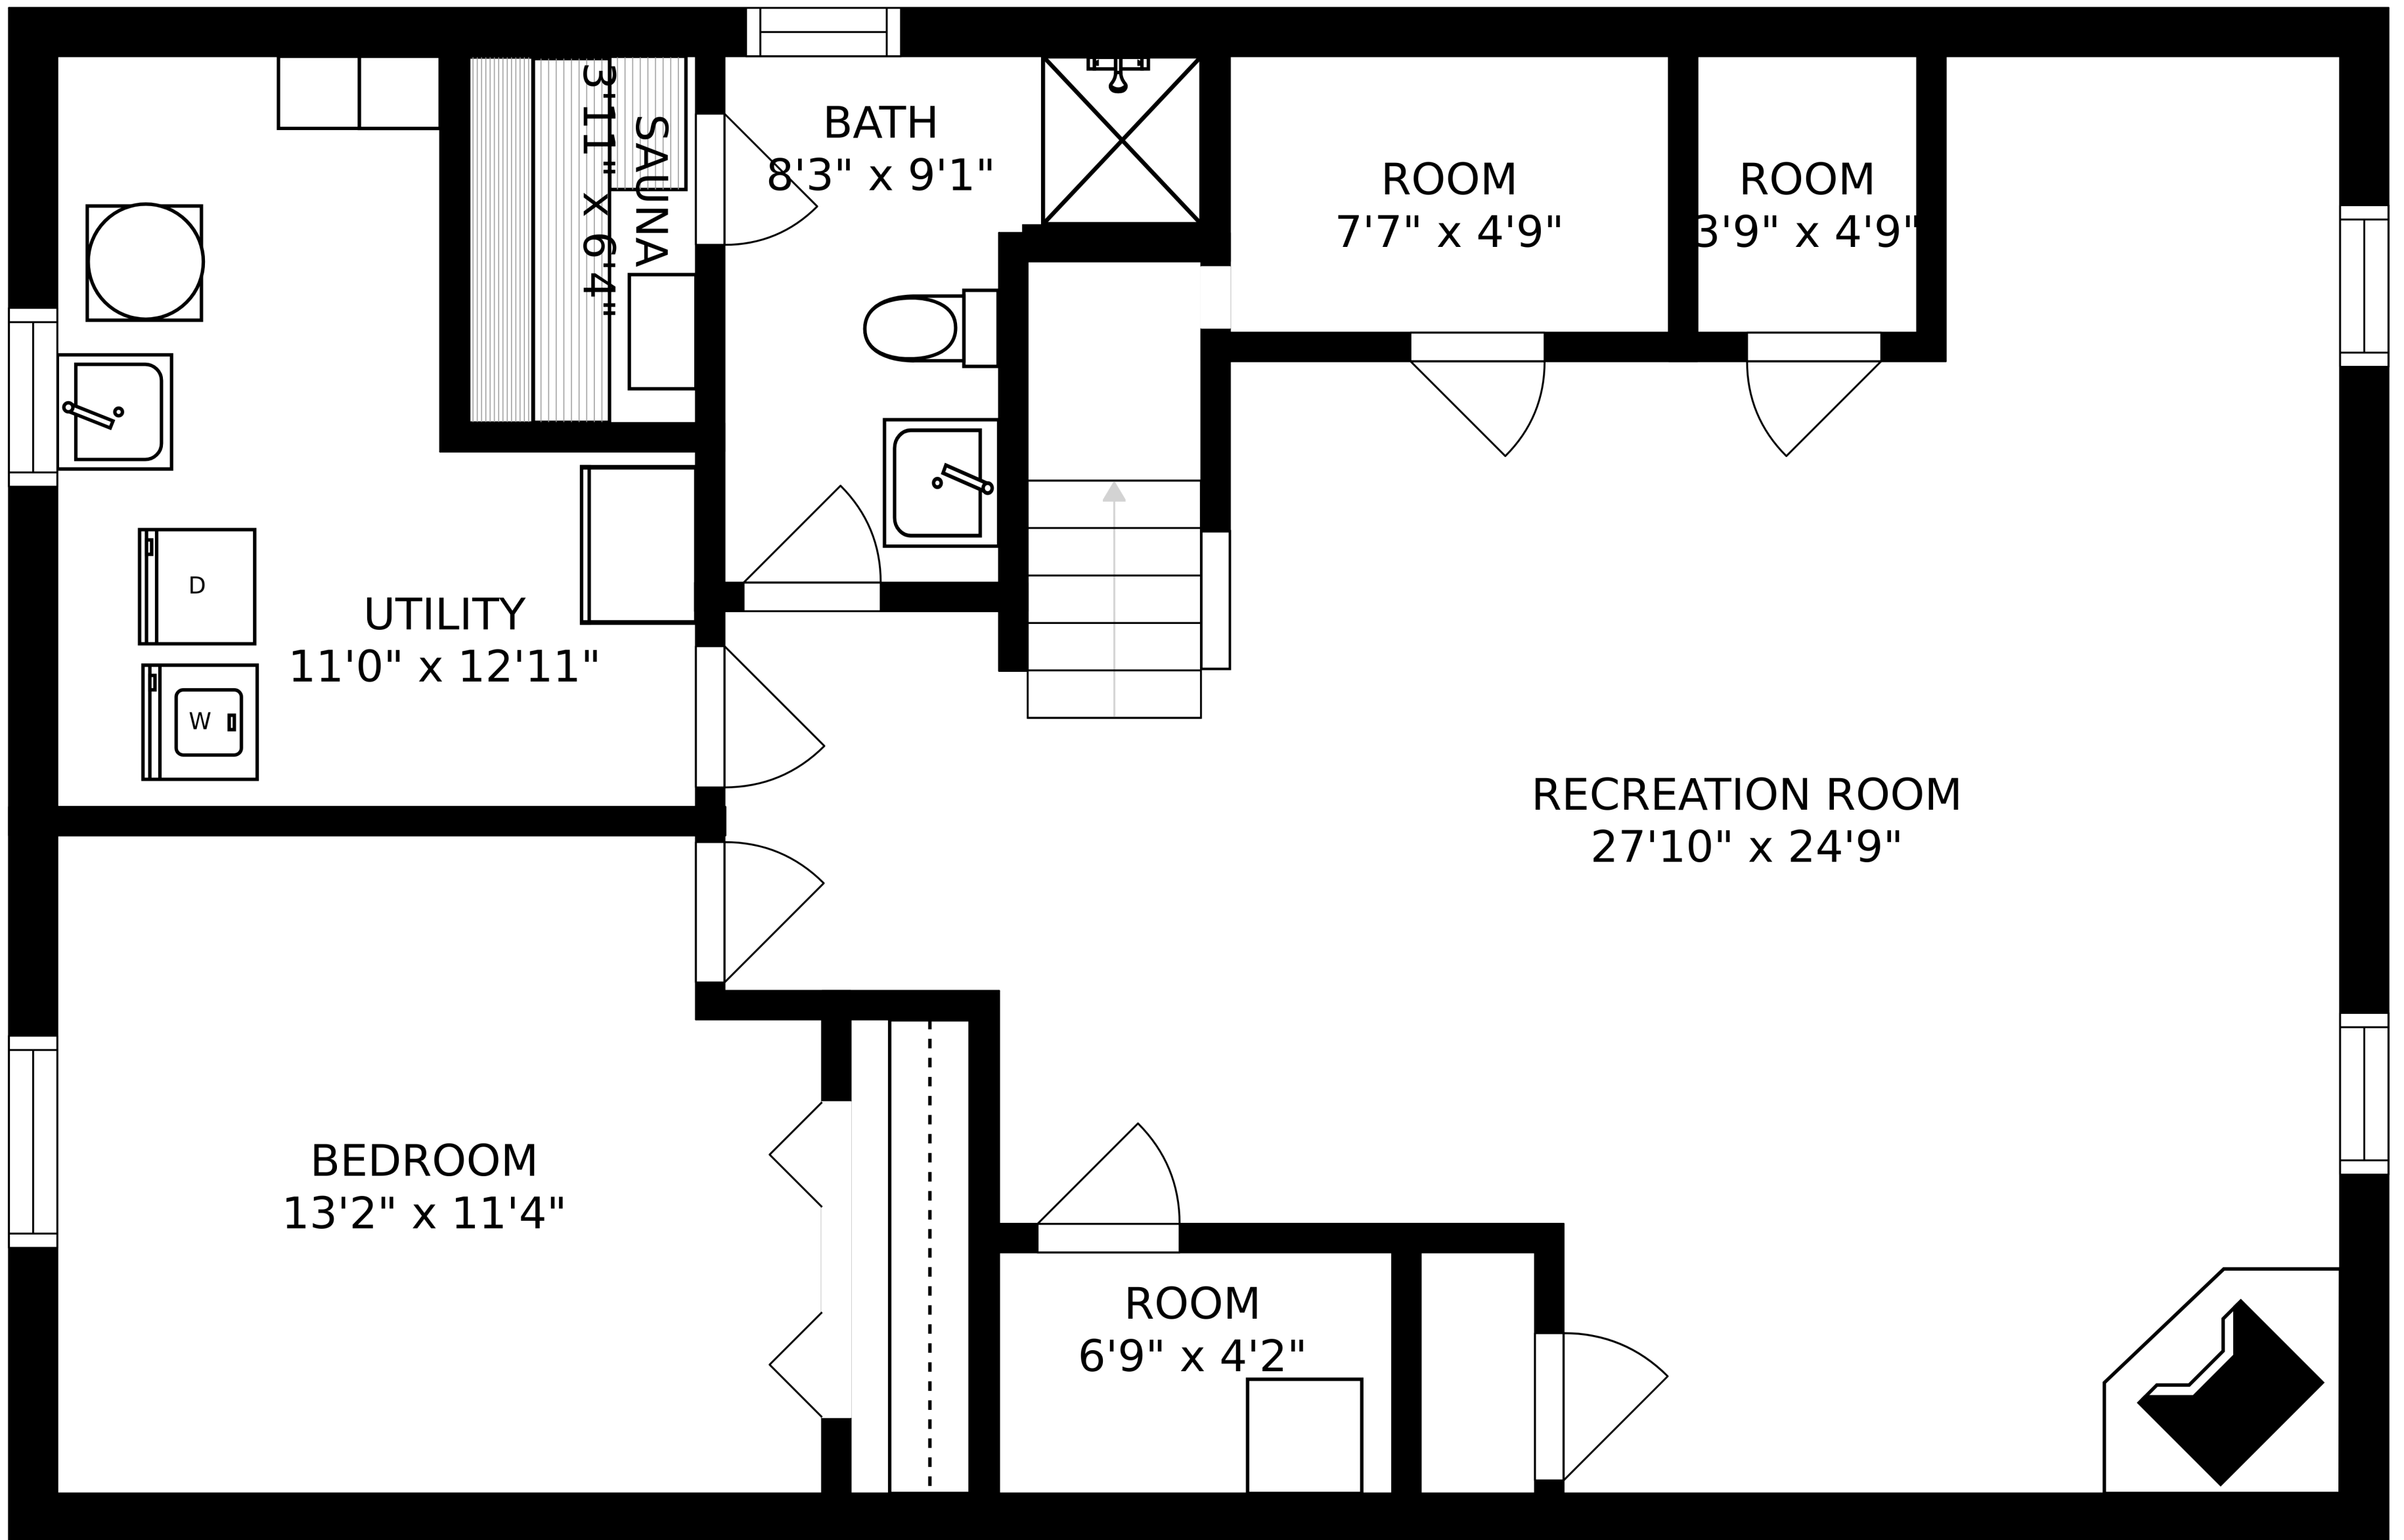 SAUNA
3'11" x 6'4"
BATH
8'3" x 9'1"
ROOM
7'7" x 4'9"
ROOM
3'9" x 4'9"
D
UTILITY
11'0" x 12'11"
W
RECREATION ROOM
27'10" x 24'9"
BEDROOM
13'2" x 11'4"
ROOM
6'9" x 4'2"